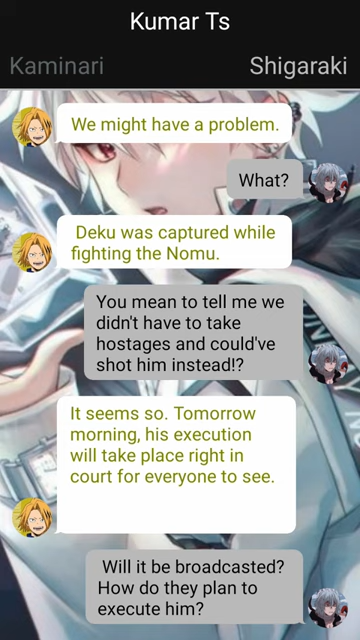 Kumar Ts
Kaminari
Shigaraki
We might have a problem.
What?
Deku was captured while
fighting the Nomu.
You mean to tell me we
didn't have to take
hostages and could've
shot him instead!?
It seems so. Tomorrow
morning, his execution
will take place right in
court for everyone to see.
Will it be broadcasted?
How do they plan to
execute him?